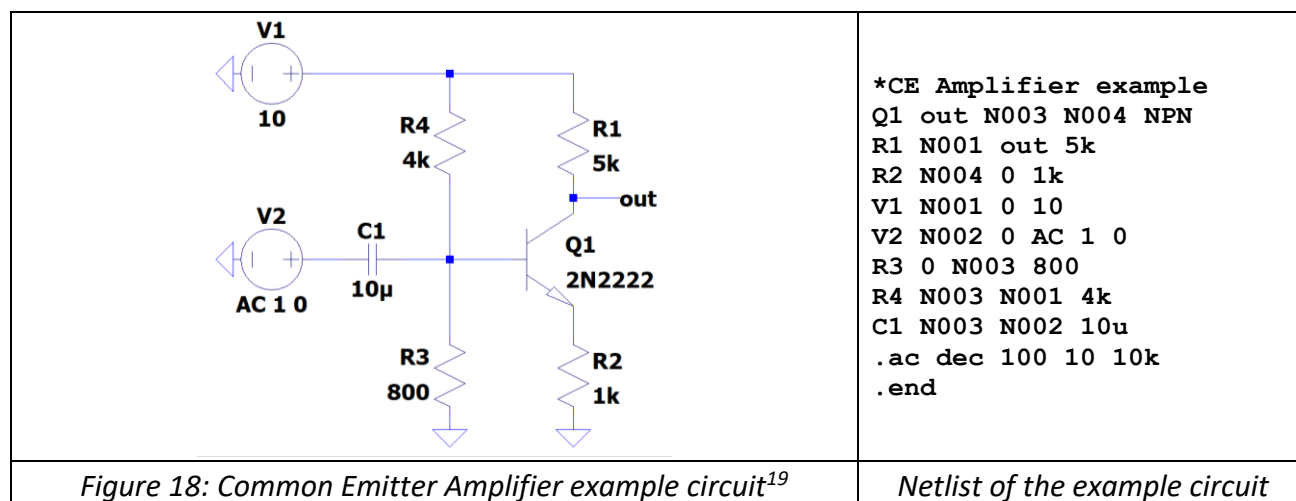 V1
10
R4
4k
R1
5k
out
V2
AC 1 0
C1
10µ
Q1
2N2222
R3
800
R2
1k
*CE Amplifier example
Q1 out N003 N004 NPN
R1 N001 out 5k
R2 N004 0 1k
V1 N001 0 10
V2 N002 0 AC 1 0
R3 0 N003 800
R4 N003 N001 4k
C1 N003 N002 10u
.ac dec 100 10 10k
.end
Figure 18: Common Emitter Amplifier example circuit19
Netlist of the example circuit